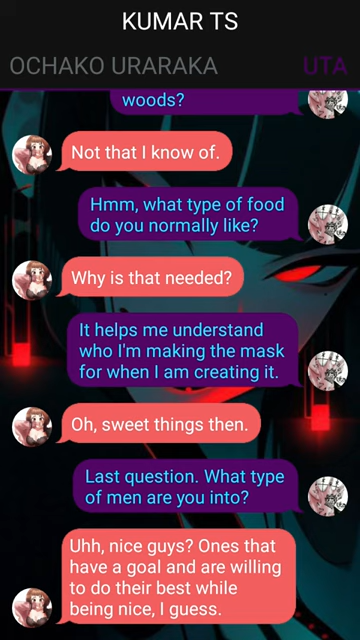 KUMAR TS
OCHAKO URARAKA
UTA
woods?
Not that I know of.
Hmm, what type of food
do you normally like?
Why is that needed?
It helps me understand
who I'm making the mask
for when I am creating it.
Oh, sweet things then.
Last question. What type
of men are you into?
Uhh, nice guys? Ones that
have a goal and are willing
to do their best while
being nice, I guess.